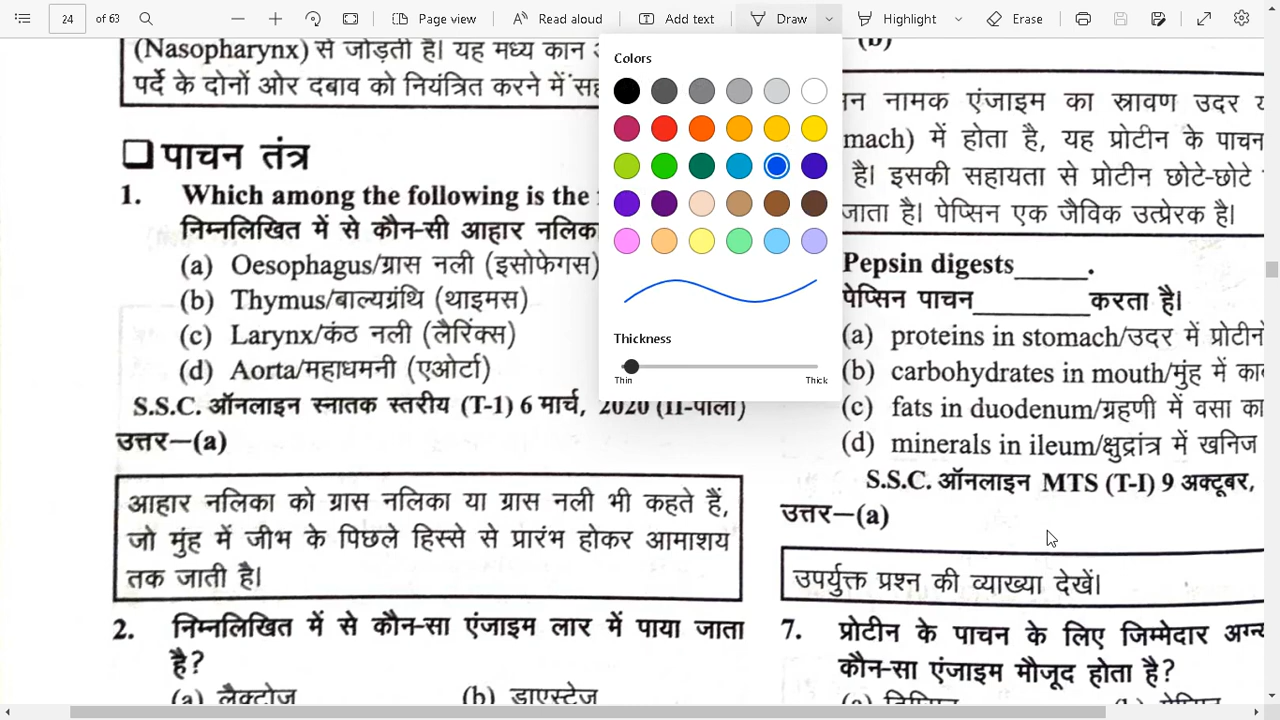 24 of 63 Page view Read aloud Add text Draw Highlight Erase
Colors
Thickness
Thin Thick
(Nasopharynx) से जोड़ती है। यह मध्य कान
पर्दे के दोनों ओर दबाव को नियंत्रित करने में
पाचन तंत्र
1. Which among the following is the
निम्नलिखित में से कौन-सी आहार
(a) Oesophagus/ग्रास नली (इसोफेगस)
(b) Thymus/बाल्यग्रंथि (थाइमस)
(c) Larynx/कंठ नली (लैरिंक्स)
(d) Aorta/महाधमनी (एओर्टा)
S.S.C. ऑनलाइन स्नातक स्तरीय (T-1) 6 मार्च, 2020 (II-पाली)
उत्तर—(a)
आहार नलिका को ग्रास नलिका या ग्रास नली भी कहते हैं,
जो मुंह में जीभ के पिछले हिस्से से प्रारंभ होकर आमाशय
तक जाती है।
2. निम्नलिखित में से कौन-सा एंजाइम लार में पाया जाता
है?
(a) लैक्टोज (b) डाएस्टेज
(b)
नामक एंजाइम का स्रावण उदर
में होता है, यह प्रोटीन के पाचन
है। इसकी सहायता से प्रोटीन छोटे-छोटे
जाता है। पेप्सिन एक जैविक उत्प्रेरक है।
Pepsin digests_____.
पेप्सिन पाचन_________करता है।
(a) proteins in stomach/उदर में
(b) carbohydrates in mouth/मुंह में
(c) fats in duodenum/ग्रहणी में वसा
(d) minerals in ileum/क्षुद्रांत्र में खनिज
S.S.C. ऑनलाइन MTS (T-I) 9 अक्टूबर,
उत्तर—(a)
उपर्युक्त प्रश्न की व्याख्या देखें।
7. प्रोटीन के पाचन के लिए जिम्मेदार
कौन-सा एंजाइम मौजूद होता है?